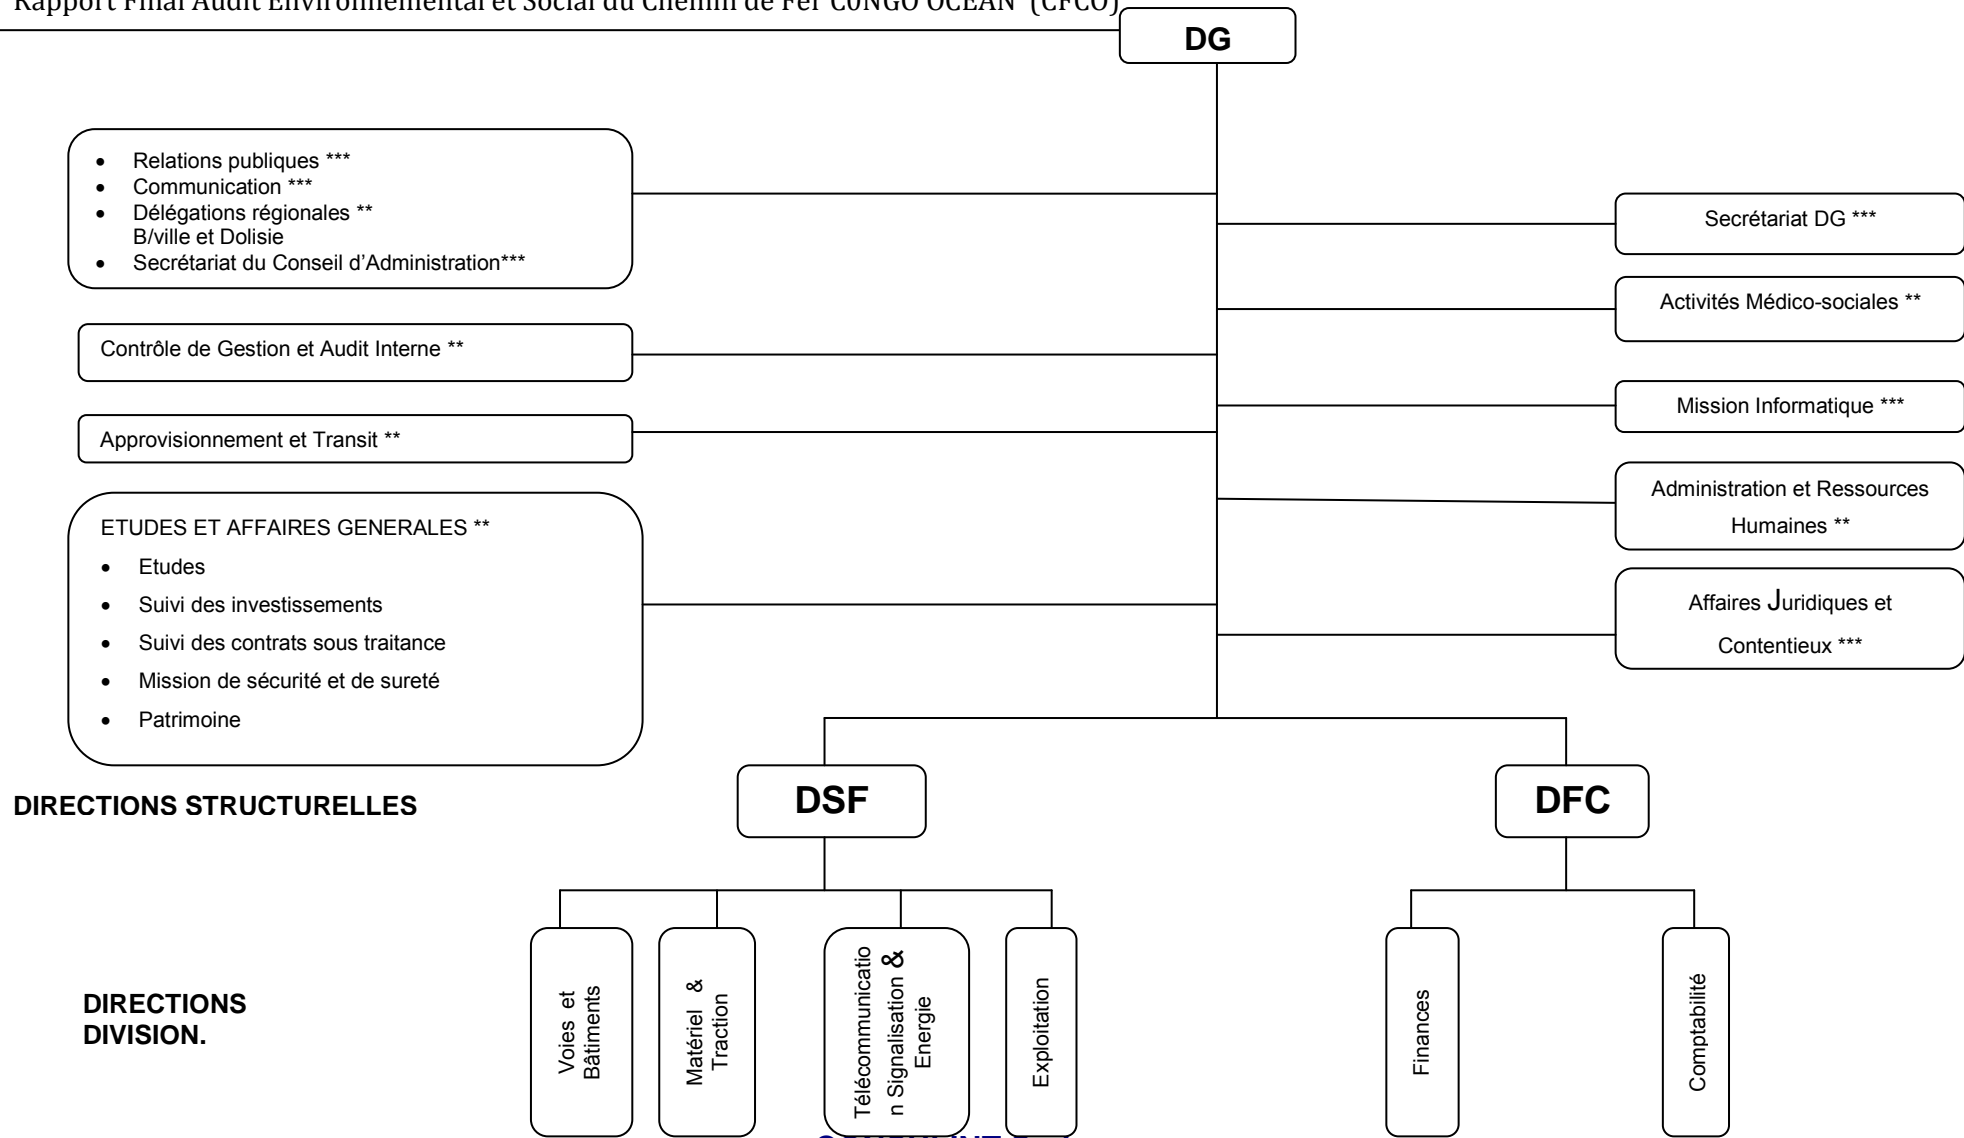 Rapport Final Audit Environnemental et Social du Chemin de Fer C0NGO OCEAN (CFCO)
DG
• Relations publiques ***
• Communication ***
• Délégations régionales **
B/ville et Dolisie
• Secrétariat du Conseil d’Administration***
Contrôle de Gestion et Audit Interne **
Approvisionnement et Transit **
ETUDES ET AFFAIRES GENERALES **
• Etudes
• Suivi des investissements
• Suivi des contrats sous traitance
• Mission de sécurité et de sureté
• Patrimoine
Secrétariat DG ***
Activités Médico-sociales **
Mission Informatique ***
Administration et Ressources
Humaines **
Affaires Juridiques et
Contentieux ***
DIRECTIONS STRUCTURELLES
DSF
DFC
DIRECTIONS
DIVISION.
Voies et
Bâtiments
Matériel &
Traction
Télécommunicatio
n Signalisation &
Energie
Exploitation
Finances
Comptabilité